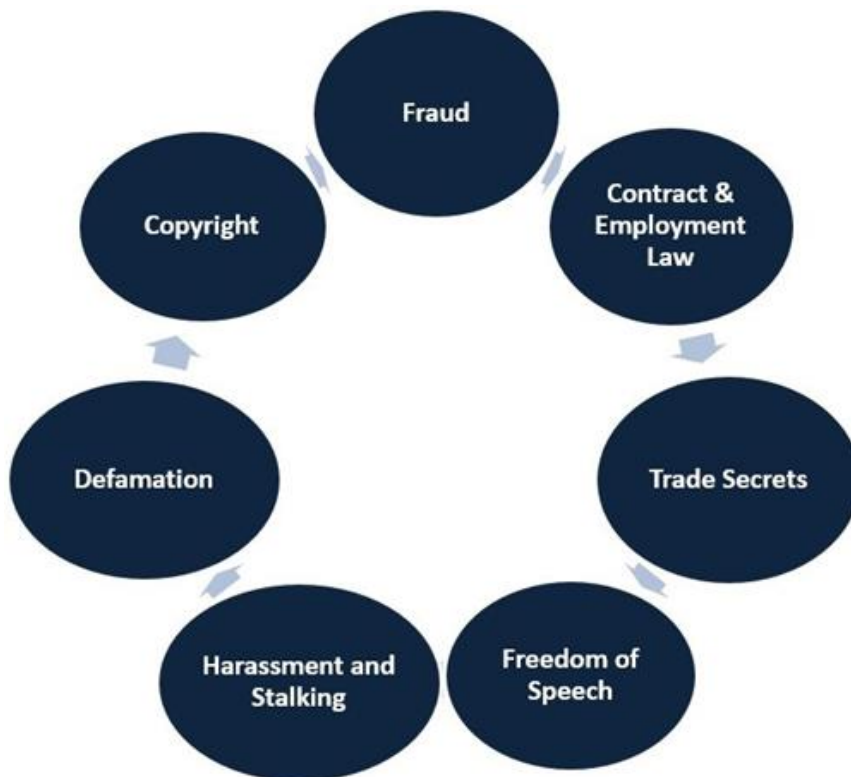 Fraud
Contract &
Employment
Law
Trade Secrets
Freedom of
Speech
Harassment and
Stalking
Defamation
Copyright